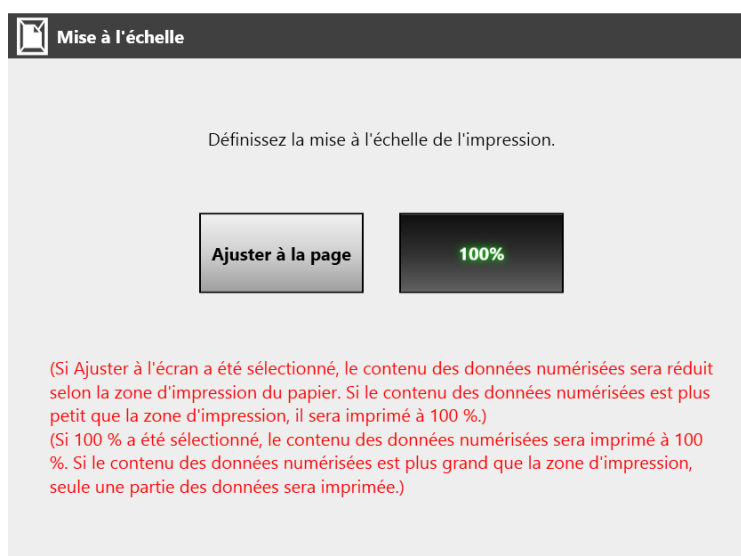 Mise à l'échelle
Définissez la mise à l'échelle de l'impression.
Ajuster à la page
100%
(Si Ajuster à l'écran a été sélectionné, le contenu des données numérisées sera réduit
selon la zone d'impression du papier. Si le contenu des données numérisées est plus
petit que la zone d'impression, il sera imprimé à 100 %.)
(Si 100 % a été sélectionné, le contenu des données numérisées sera imprimé à 100
%. Si le contenu des données numérisées est plus grand que la zone d'impression,
seule une partie des données sera imprimée.)